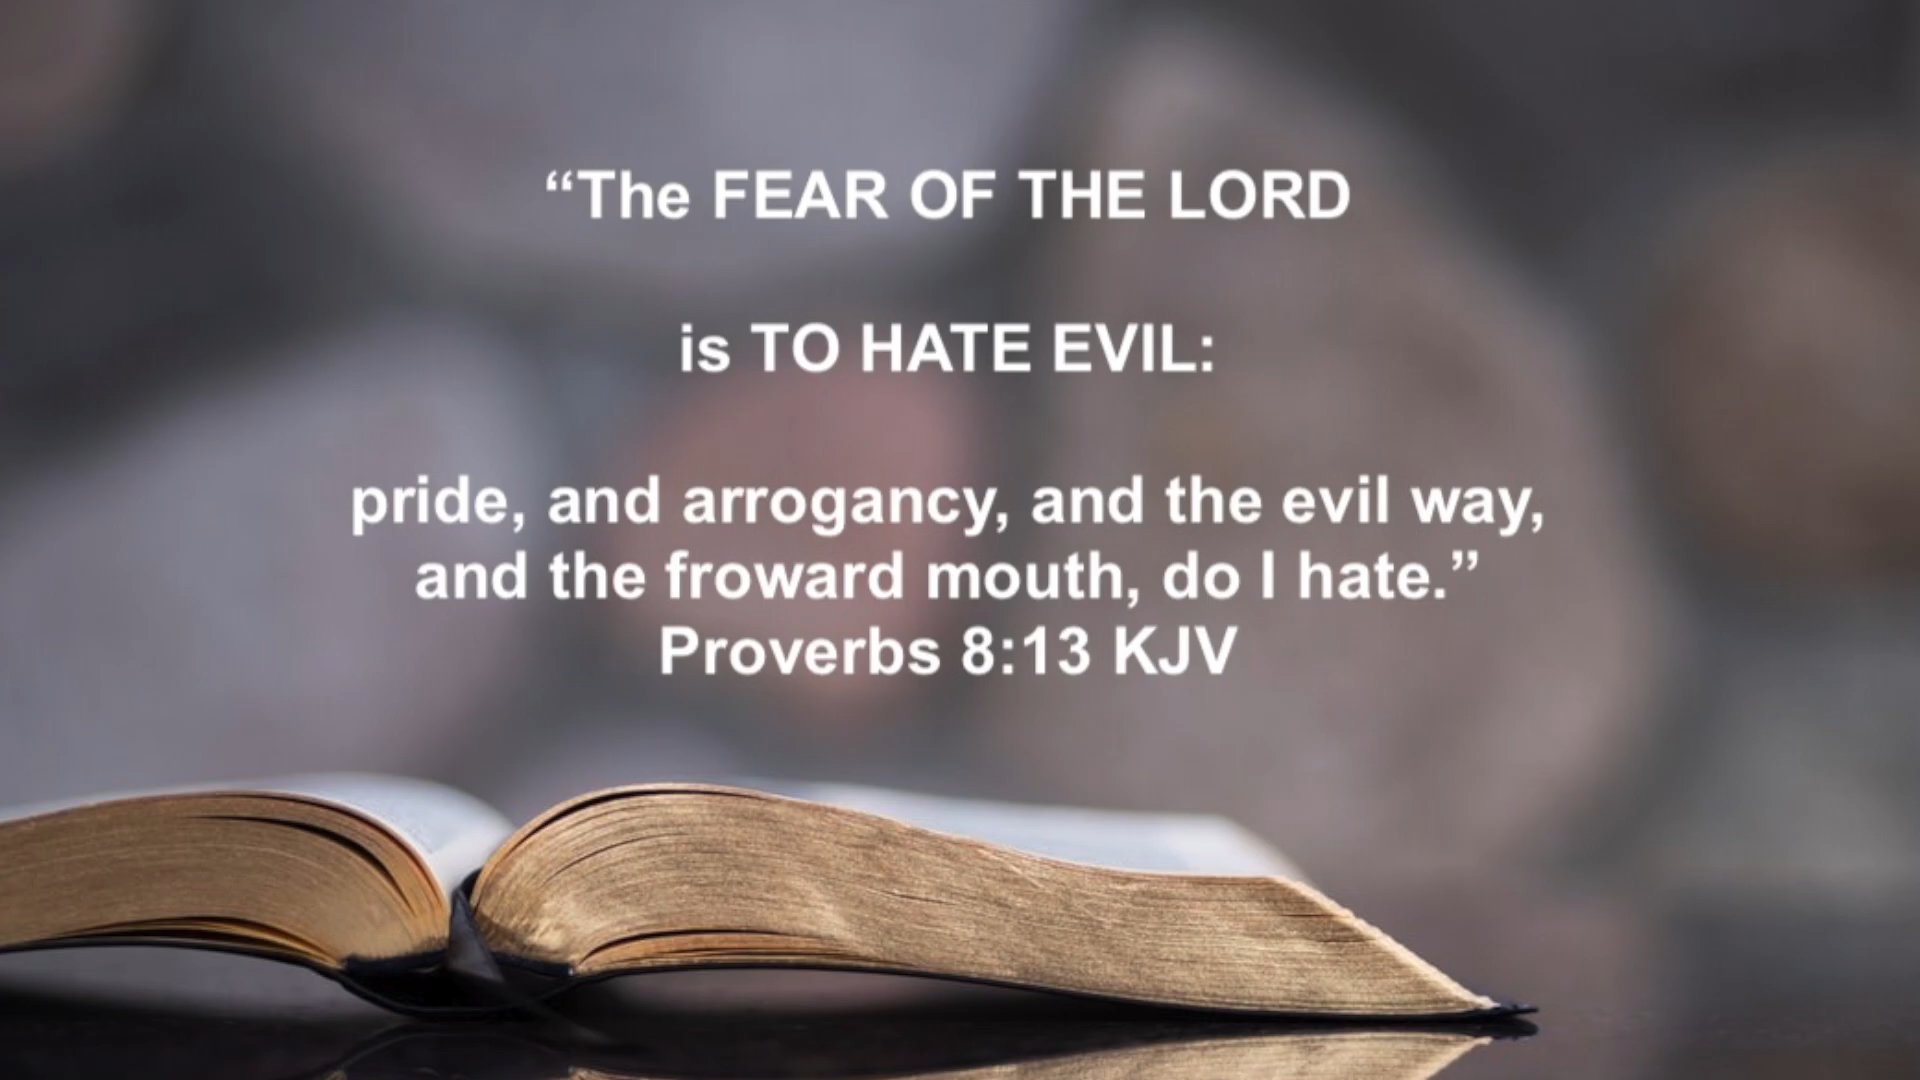 “The FEAR OF THE LORD
is TO HATE EVIL:
pride, and arrogancy, and the evil way,
and the froward mouth, do I hate.”
Proverbs 8:13 KJV